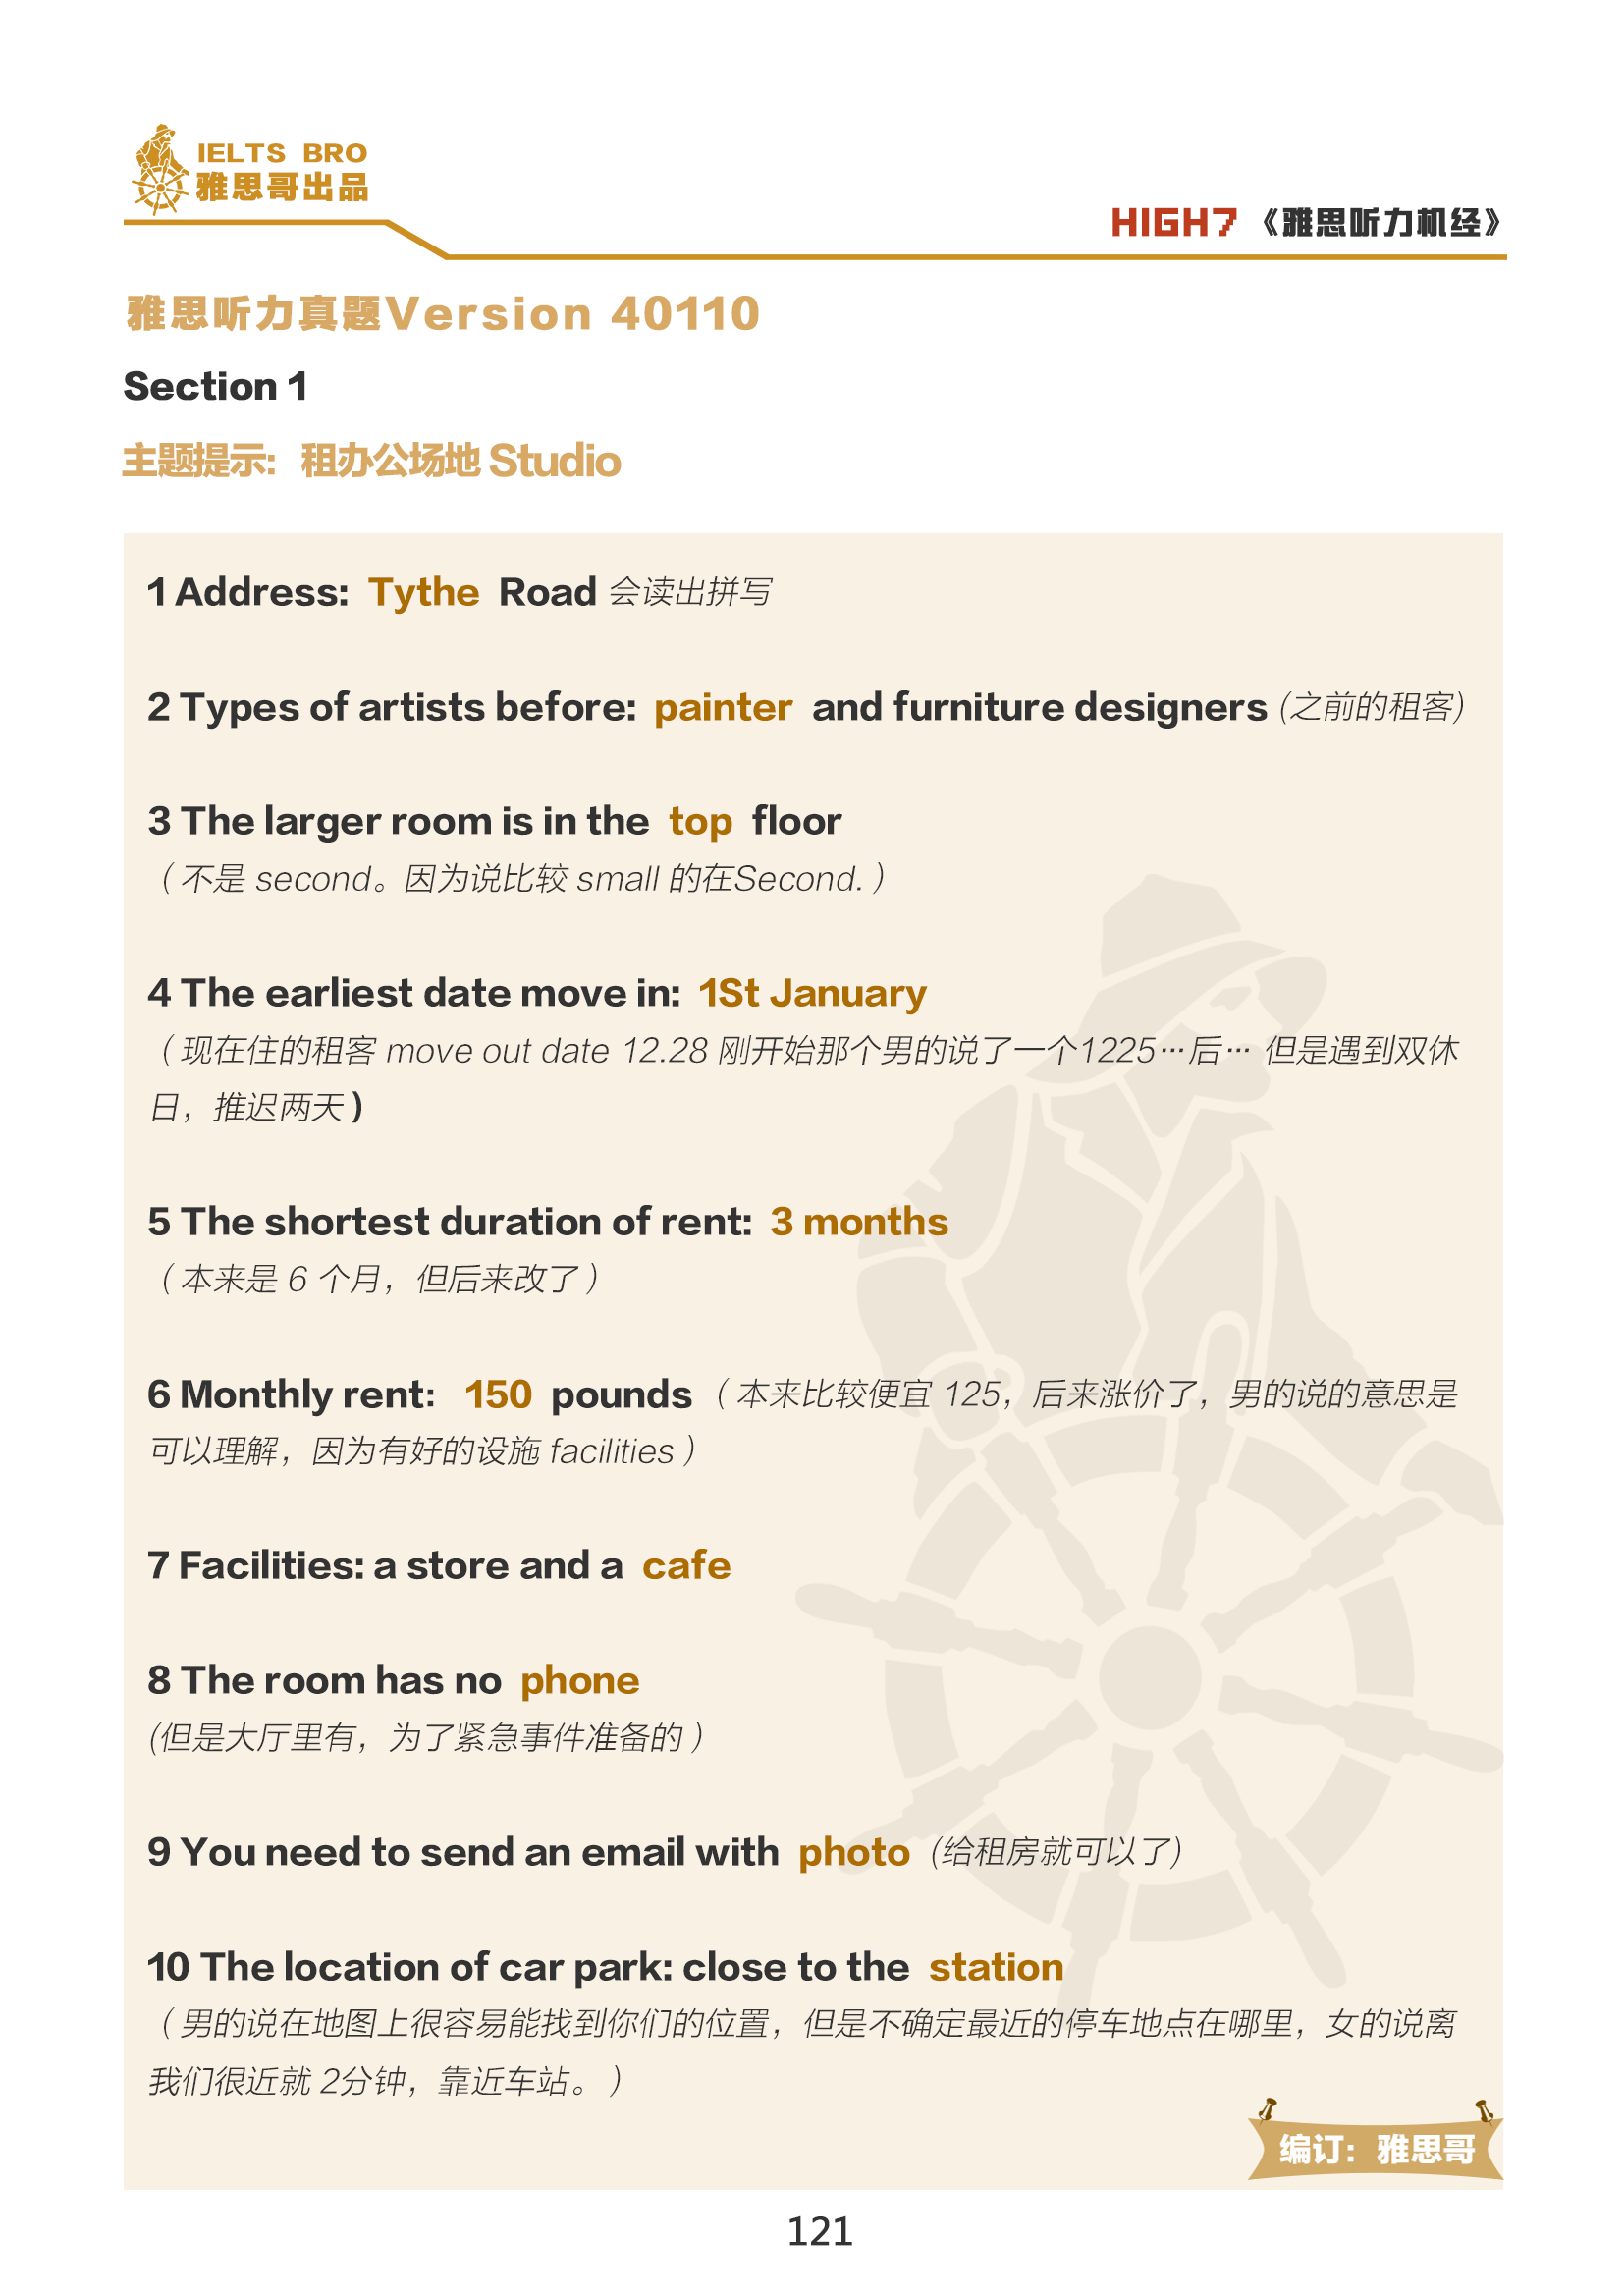 IELTS BRO
雅思哥出品
HIGH7 《雅思听力机经》
雅思听力真题Version 40110
Section 1
主题提示：租办公场地 Studio
1 Address: Tythe Road 会读出拼写
2 Types of artists before: painter and furniture designers (之前的租客)
3 The larger room is in the top floor
（不是 second。因为说比较 small 的在Second.）
4 The earliest date move in: 1St January
（现在住的租客 move out date 12.28 刚开始那个男的说了一个1225…后… 但是遇到双休
日，推迟两天)
5 The shortest duration of rent: 3 months
（本来是 6 个月，但后来改了）
6 Monthly rent: 150 pounds （本来比较便宜 125，后来涨价了，男的说的意思是
可以理解，因为有好的设施 facilities）
7 Facilities: a store and a cafe
8 The room has no phone
(但是大厅里有，为了紧急事件准备的）
9 You need to send an email with photo (给租房就可以了)
10 The location of car park: close to the station
（男的说在地图上很容易能找到你们的位置，但是不确定最近的停车地点在哪里，女的说离
我们很近就 2分钟，靠近车站。）
编订：雅思哥
121